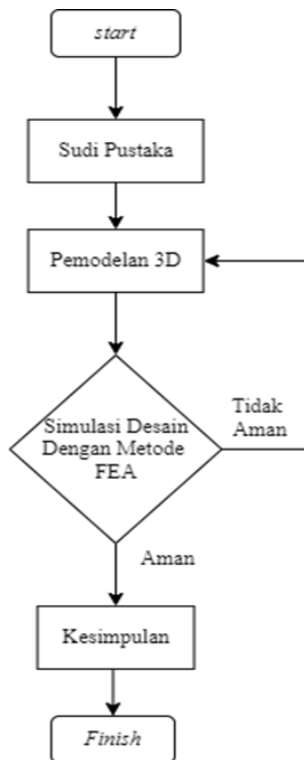 start
Sudi Pustaka
Pemodelan 3D
Simulasi Desain
Dengan Metode
FEA
Tidak
Aman
Aman
Kesimpulan
Finish